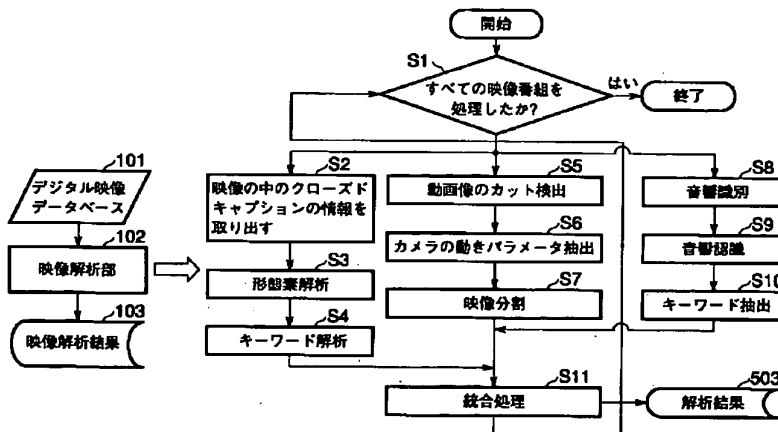 開始
S1
すべての映像番組を
処理したか?
はい
終了
101
デジタル映像
データベース
102
映像解析部
103
映像解析結果
S2
映像の中のクローズド
キャプションの情報を
取り出す
S3
形態素解析
S4
キーワード解析
S5
動画像のカット検出
S6
カメラの動きパラメータ抽出
S7
映像分割
S8
音響識別
S9
音響認識
S10
キーワード抽出
S11
統合処理
503
解析結果